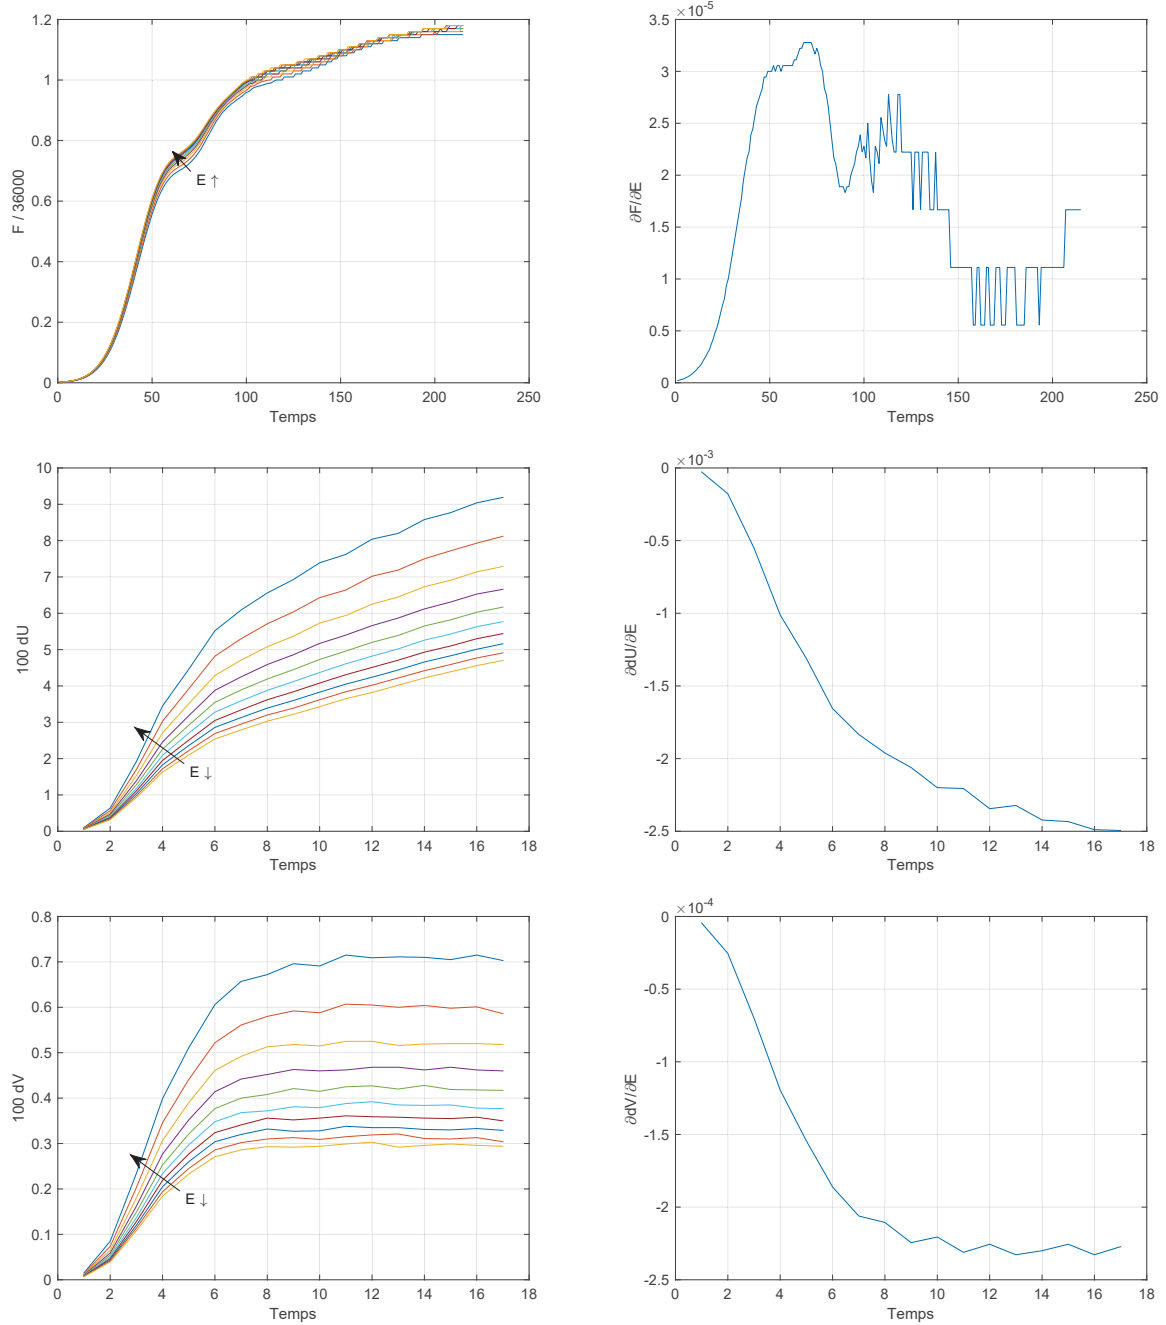 1.2
1
0.8
0.6
0.4
0.2
0
F / 36000
E ↑
0 50 100 150 200 250
Temps
×10-5
3.5
3
2.5
2
1.5
1
0.5
0
∂F/∂E
0 50 100 150 200 250
Temps
10
9
8
7
6
5
4
3
2
1
0
100 dU
E ↓
0 2 4 6 8 10 12 14 16 18
Temps
×10-3
0
-0.5
-1
-1.5
-2
-2.5
∂dU/∂E
0 2 4 6 8 10 12 14 16 18
Temps
0.8
0.7
0.6
0.5
0.4
0.3
0.2
0.1
0
100 dV
E ↓
0 2 4 6 8 10 12 14 16 18
Temps
×10-4
0
-0.5
-1
-1.5
-2
-2.5
∂dV/∂E
0 2 4 6 8 10 12 14 16 18
Temps